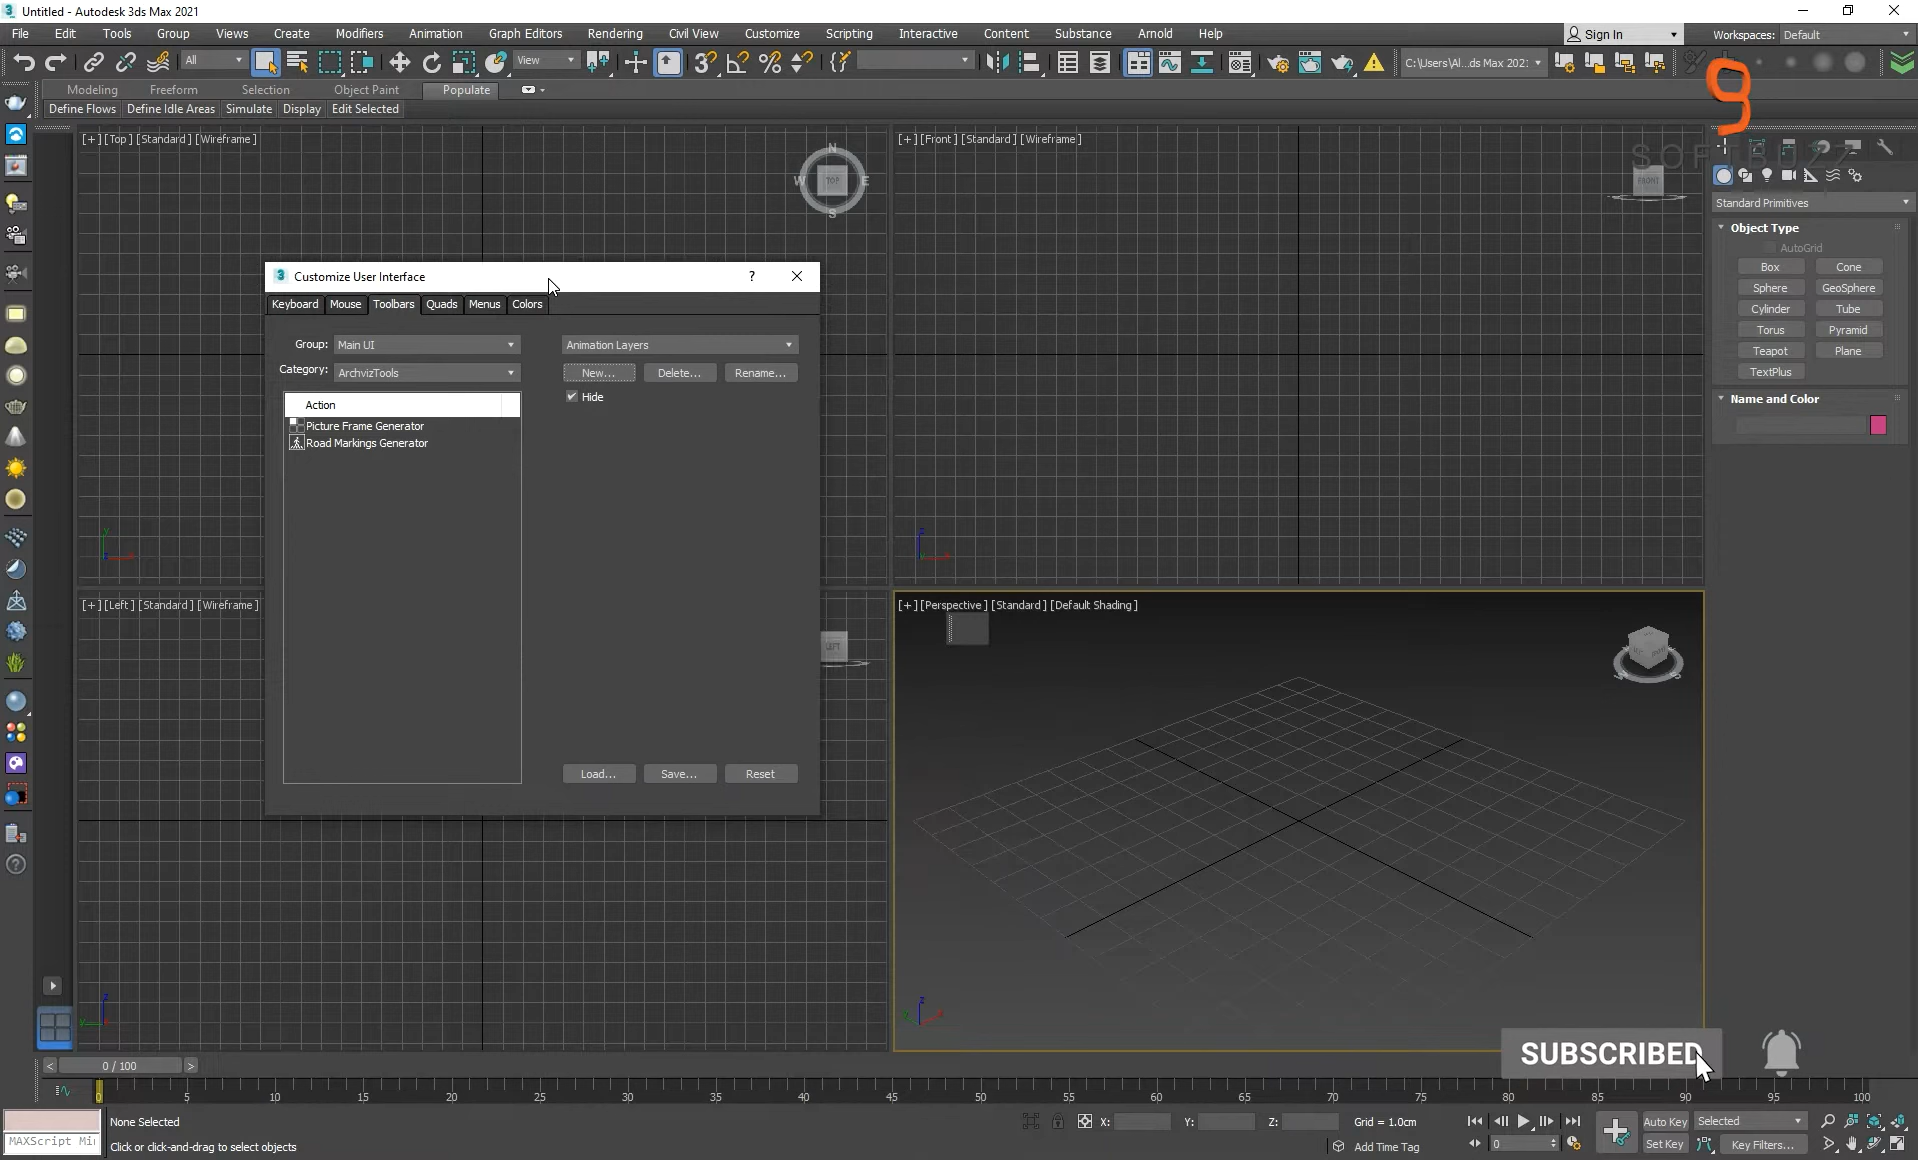 Untitled - Autodesk 3ds Max 2021
File Edit Tools Group Views Create Modifiers Animation Graph Editors Rendering Civil View Customize Scripting Interactive Content Substance Arnold Help
Sign In Workspaces: Default
All View C:\Users\Al...ds Max 2021
Modeling Freeform Selection Object Paint Populate
Define Flows Define Idle Areas Simulate Display Edit Selected
[+] [Top] [Standard] [Wireframe]
[+] [Front] [Standard] [Wireframe]
N
W TOP E
S
SOFTBUZZ
FRONT
Standard Primitives
Object Type
AutoGrid
Box Cone
Sphere GeoSphere
Cylinder Tube
Torus Pyramid
Teapot Plane
TextPlus
Name and Color
3 Customize User Interface ?
Keyboard Mouse Toolbars Quads Menus Colors
Group: Main UI Animation Layers
Category: ArchvizTools New... Delete... Rename...
Hide
Action
Picture Frame Generator
Road Markings Generator
Load... Save... Reset
[+] [Left] [Standard] [Wireframe]
LEFT
[+] [Perspective] [Standard] [Default Shading]
SUBSCRIBED
< 0 / 100 >
0 5 10 15 20 25 30 35 40 45 50 55 60 65 70 75 80 85 90 95 100
None Selected X: Y: Z: Grid = 1.0cm Auto Key Selected
MAXScript Mi Click or click-and-drag to select objects Add Time Tag 0 Set Key Key Filters...